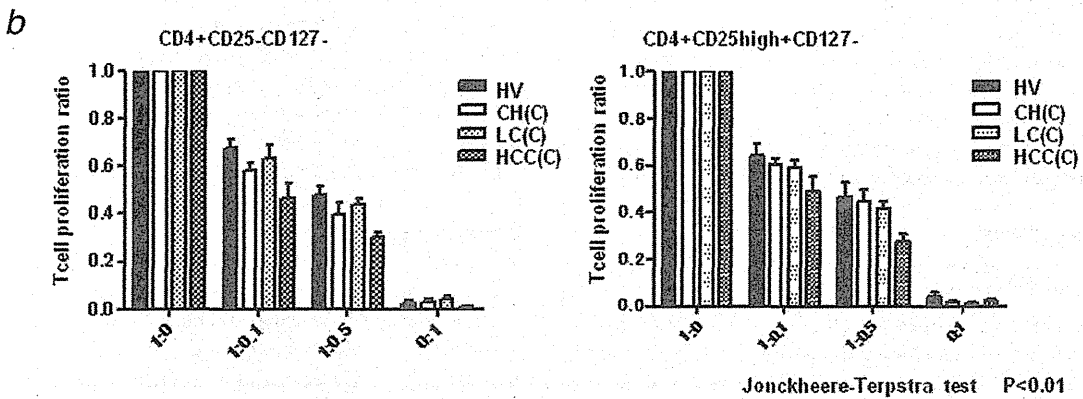 b
CD4+CD25-CD127-
Tcell proliferation ratio
1.0
0.8
0.6
0.4
0.2
0.0
1:0
1:0.1
1:0.5
0:1
HV
CH(C)
LC(C)
HCC(C)
CD4+CD25high+CD127-
Tcell proliferation ratio
1.0
0.8
0.6
0.4
0.2
0.0
1:0
1:0.1
1:0.5
0:1
HV
CH(C)
LC(C)
HCC(C)
Jonckheere-Terpstra test P<0.01